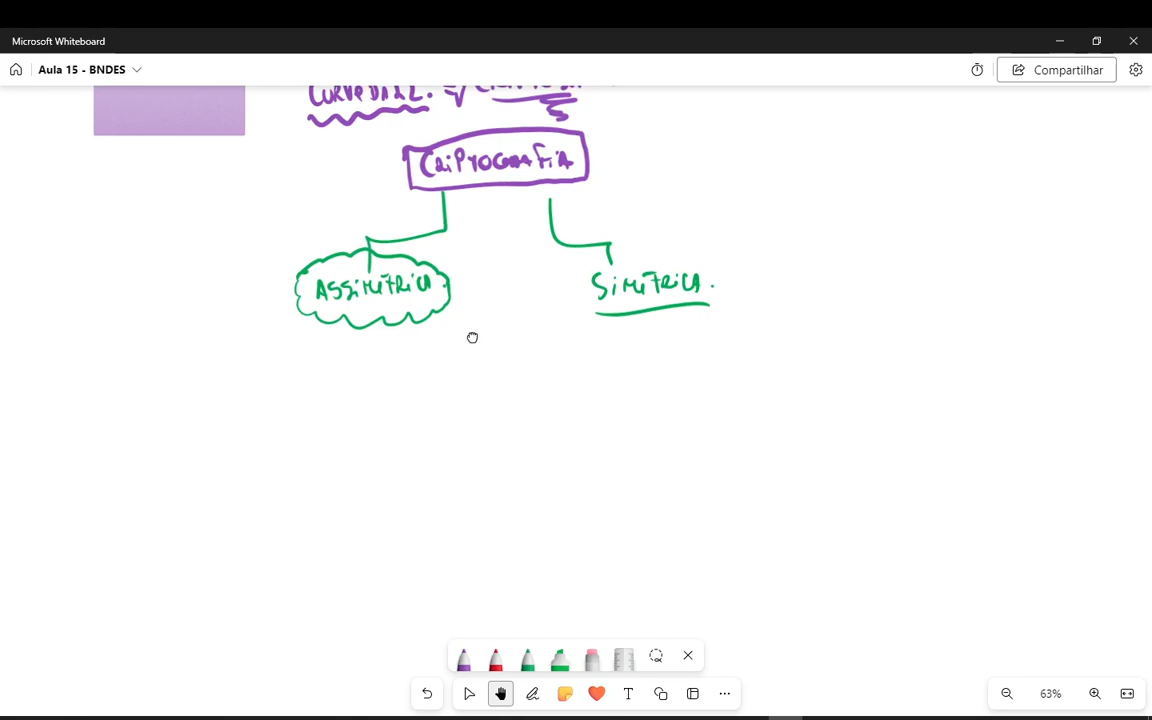 Microsoft Whiteboard
Aula 15 - BNDES
Compartilhar
CRIPTOGRAFIA
ASSIMÉTRICA.
SIMÉTRICA.
T
63%